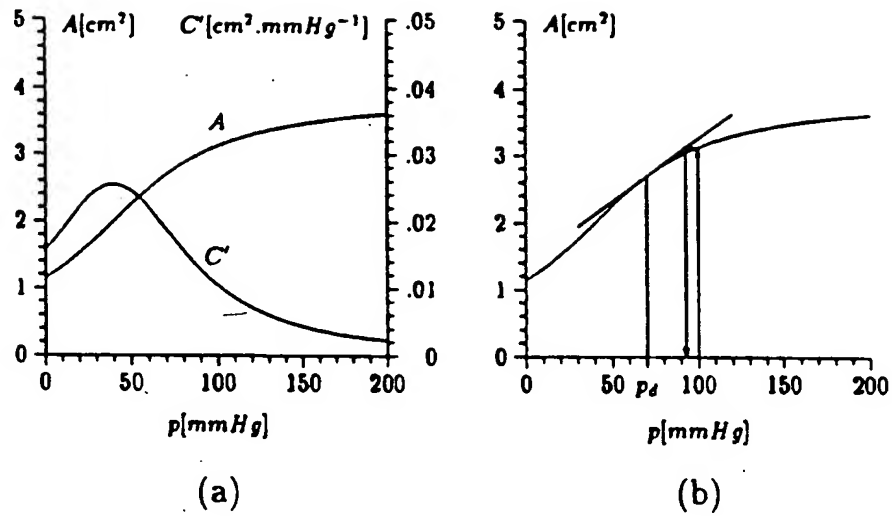 A[cm²] C'[cm².mmHg⁻¹]
5 4 3 2 1 0
.05 .04 .03 .02 .01 0
A
C'
0 50 100 150 200
p[mmHg]
(a)
A[cm²]
5 4 3 2 1 0
0 50 p_d 100 150 200
p[mmHg]
(b)